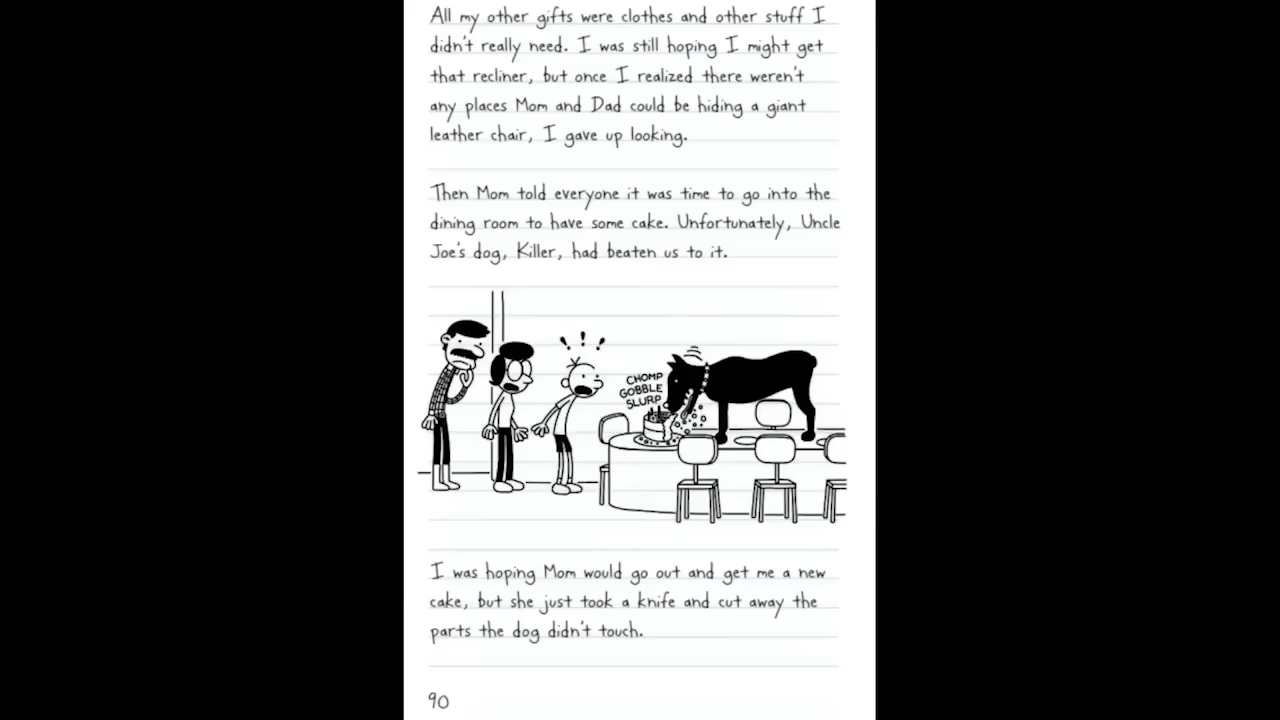 All my other gifts were clothes and other stuff I
didn't really need. I was still hoping I might get
that recliner, but once I realized there weren't
any places Mom and Dad could be hiding a giant
leather chair, I gave up looking.
Then Mom told everyone it was time to go into the
dining room to have some cake. Unfortunately, Uncle
Joe's dog, Killer, had beaten us to it.
! ! !
CHOMP
GOBBLE
SLURP
I was hoping Mom would go out and get me a new
cake, but she just took a knife and cut away the
parts the dog didn't touch.
90